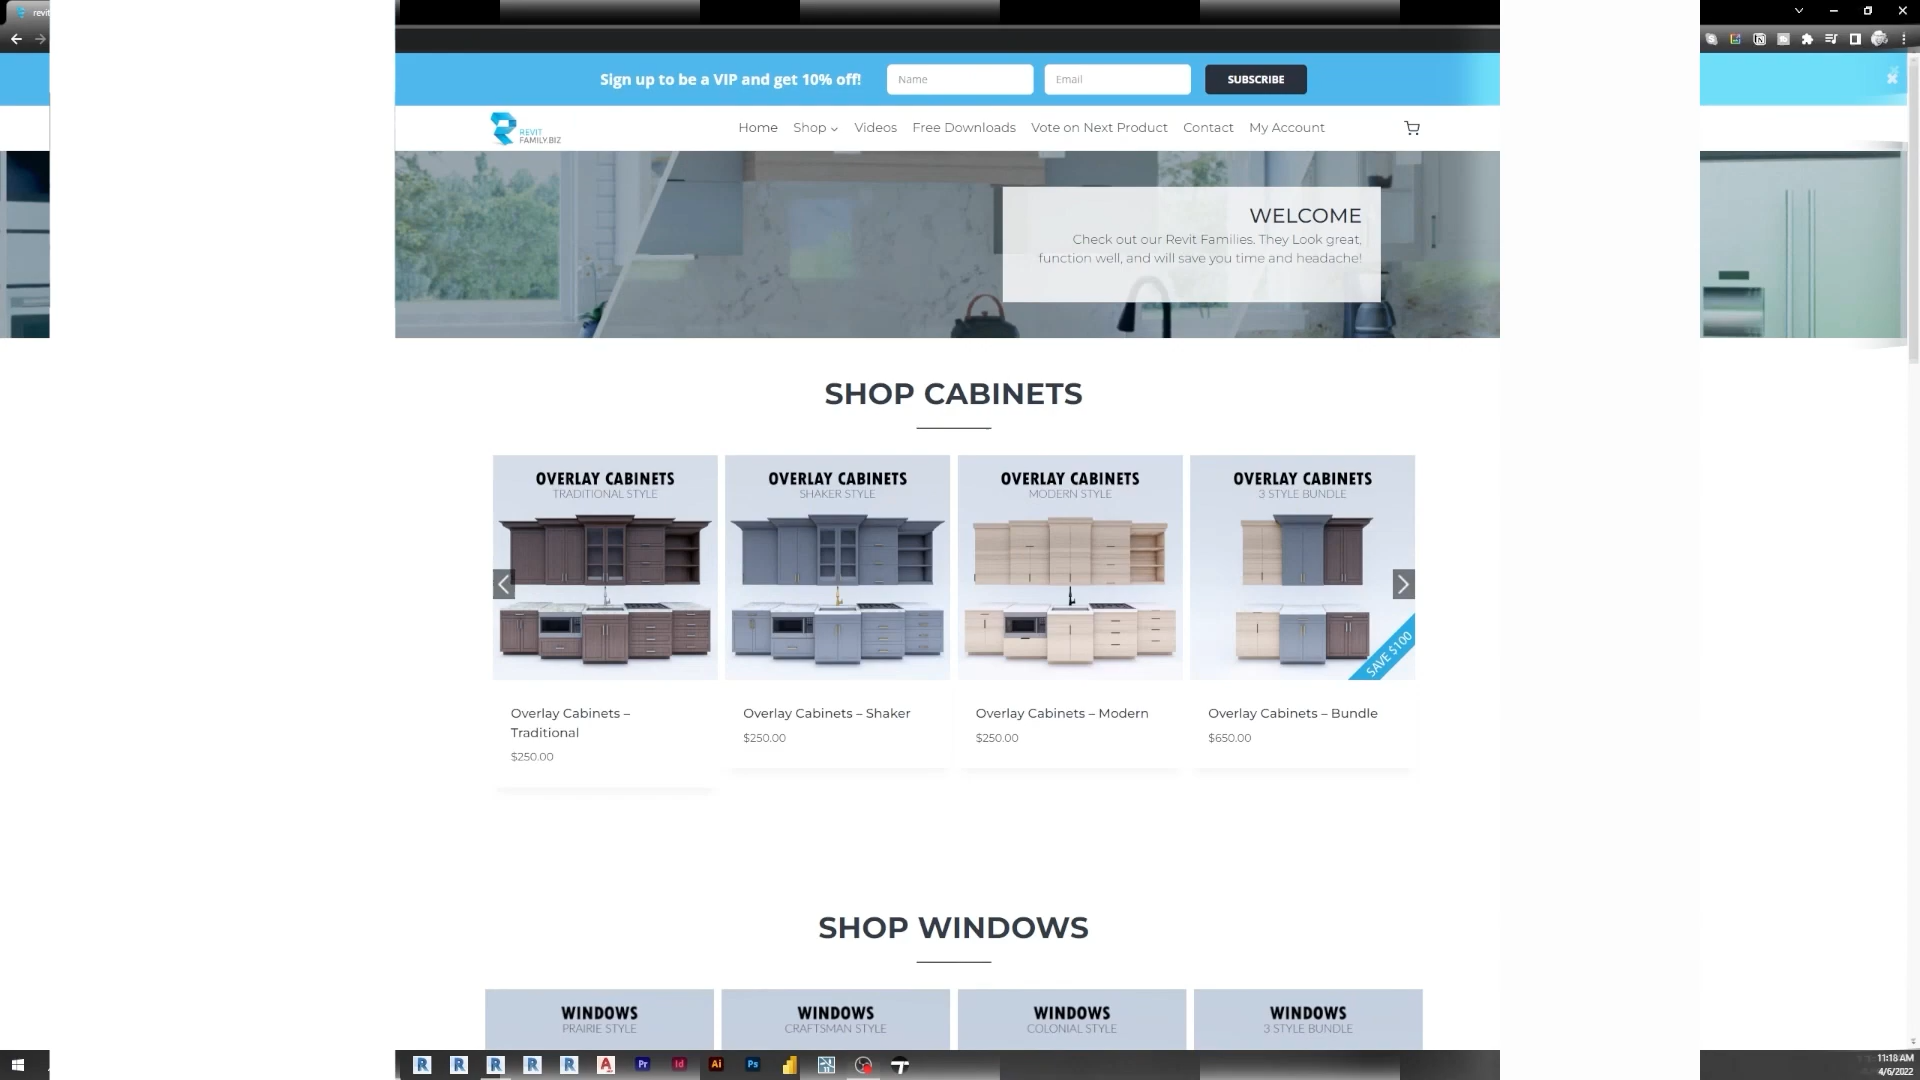 revit
Sign up to be a VIP and get 10% off!
Name
Email
SUBSCRIBE
REVIT
FAMILY.BIZ
Home
Shop
Videos
Free Downloads
Vote on Next Product
Contact
My Account
WELCOME
Check out our Revit Families. They Look great,
function well, and will save you time and headache!
SHOP CABINETS
OVERLAY CABINETS
TRADITIONAL STYLE
OVERLAY CABINETS
SHAKER STYLE
OVERLAY CABINETS
MODERN STYLE
OVERLAY CABINETS
3 STYLE BUNDLE
SAVE $100
Overlay Cabinets –
Traditional
$250.00
Overlay Cabinets – Shaker
$250.00
Overlay Cabinets – Modern
$250.00
Overlay Cabinets – Bundle
$650.00
SHOP WINDOWS
WINDOWS
PRAIRIE STYLE
WINDOWS
CRAFTSMAN STYLE
WINDOWS
COLONIAL STYLE
WINDOWS
3 STYLE BUNDLE
R
R
R
R
R
A
Pr
Id
Ai
Ps
11:18 AM
4/6/2022